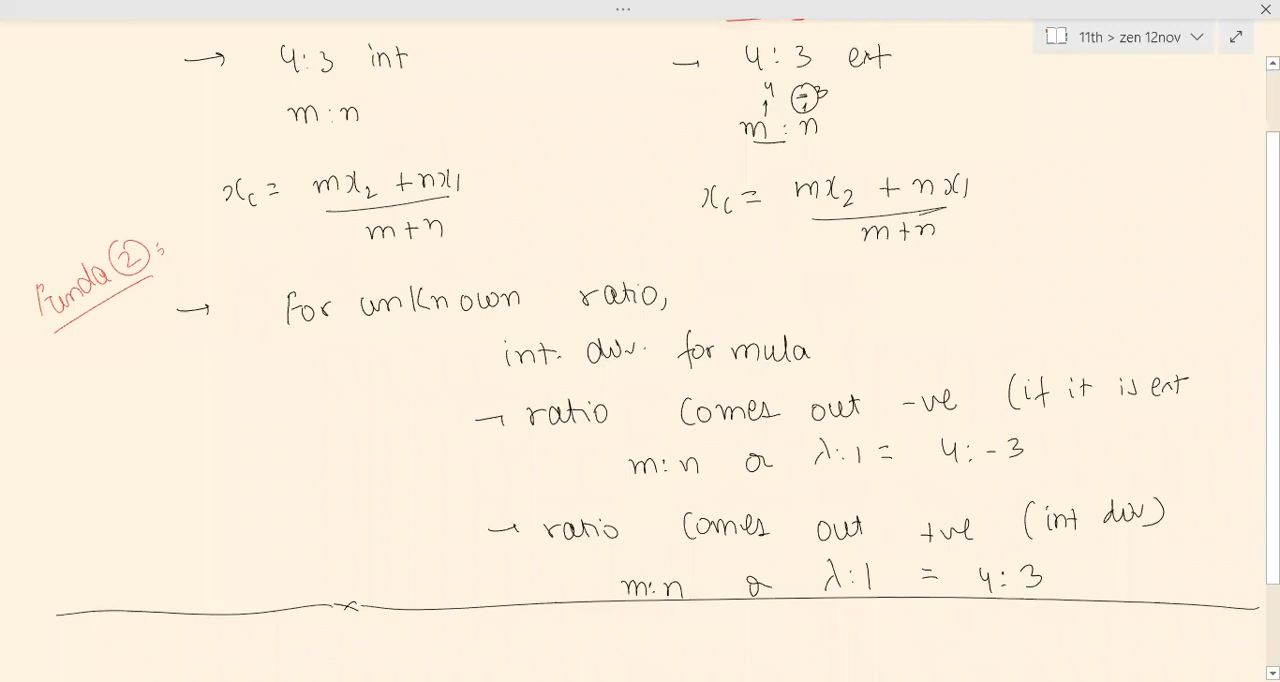 11th > zen 12nov
→ 4:3 int
→ 4:3 ext
4 -3
m:n
m:n
xc = mx2 + nx1 / m+n
xc = mx2 + nx1 / m+n
Funda 2 :
→ For unknown ratio,
int. div. formula
→ ratio comes out -ve (if it is ext
m:n or λ:1 = 4:-3
→ ratio comes out +ve (int div)
m:n or λ:1 = 4:3